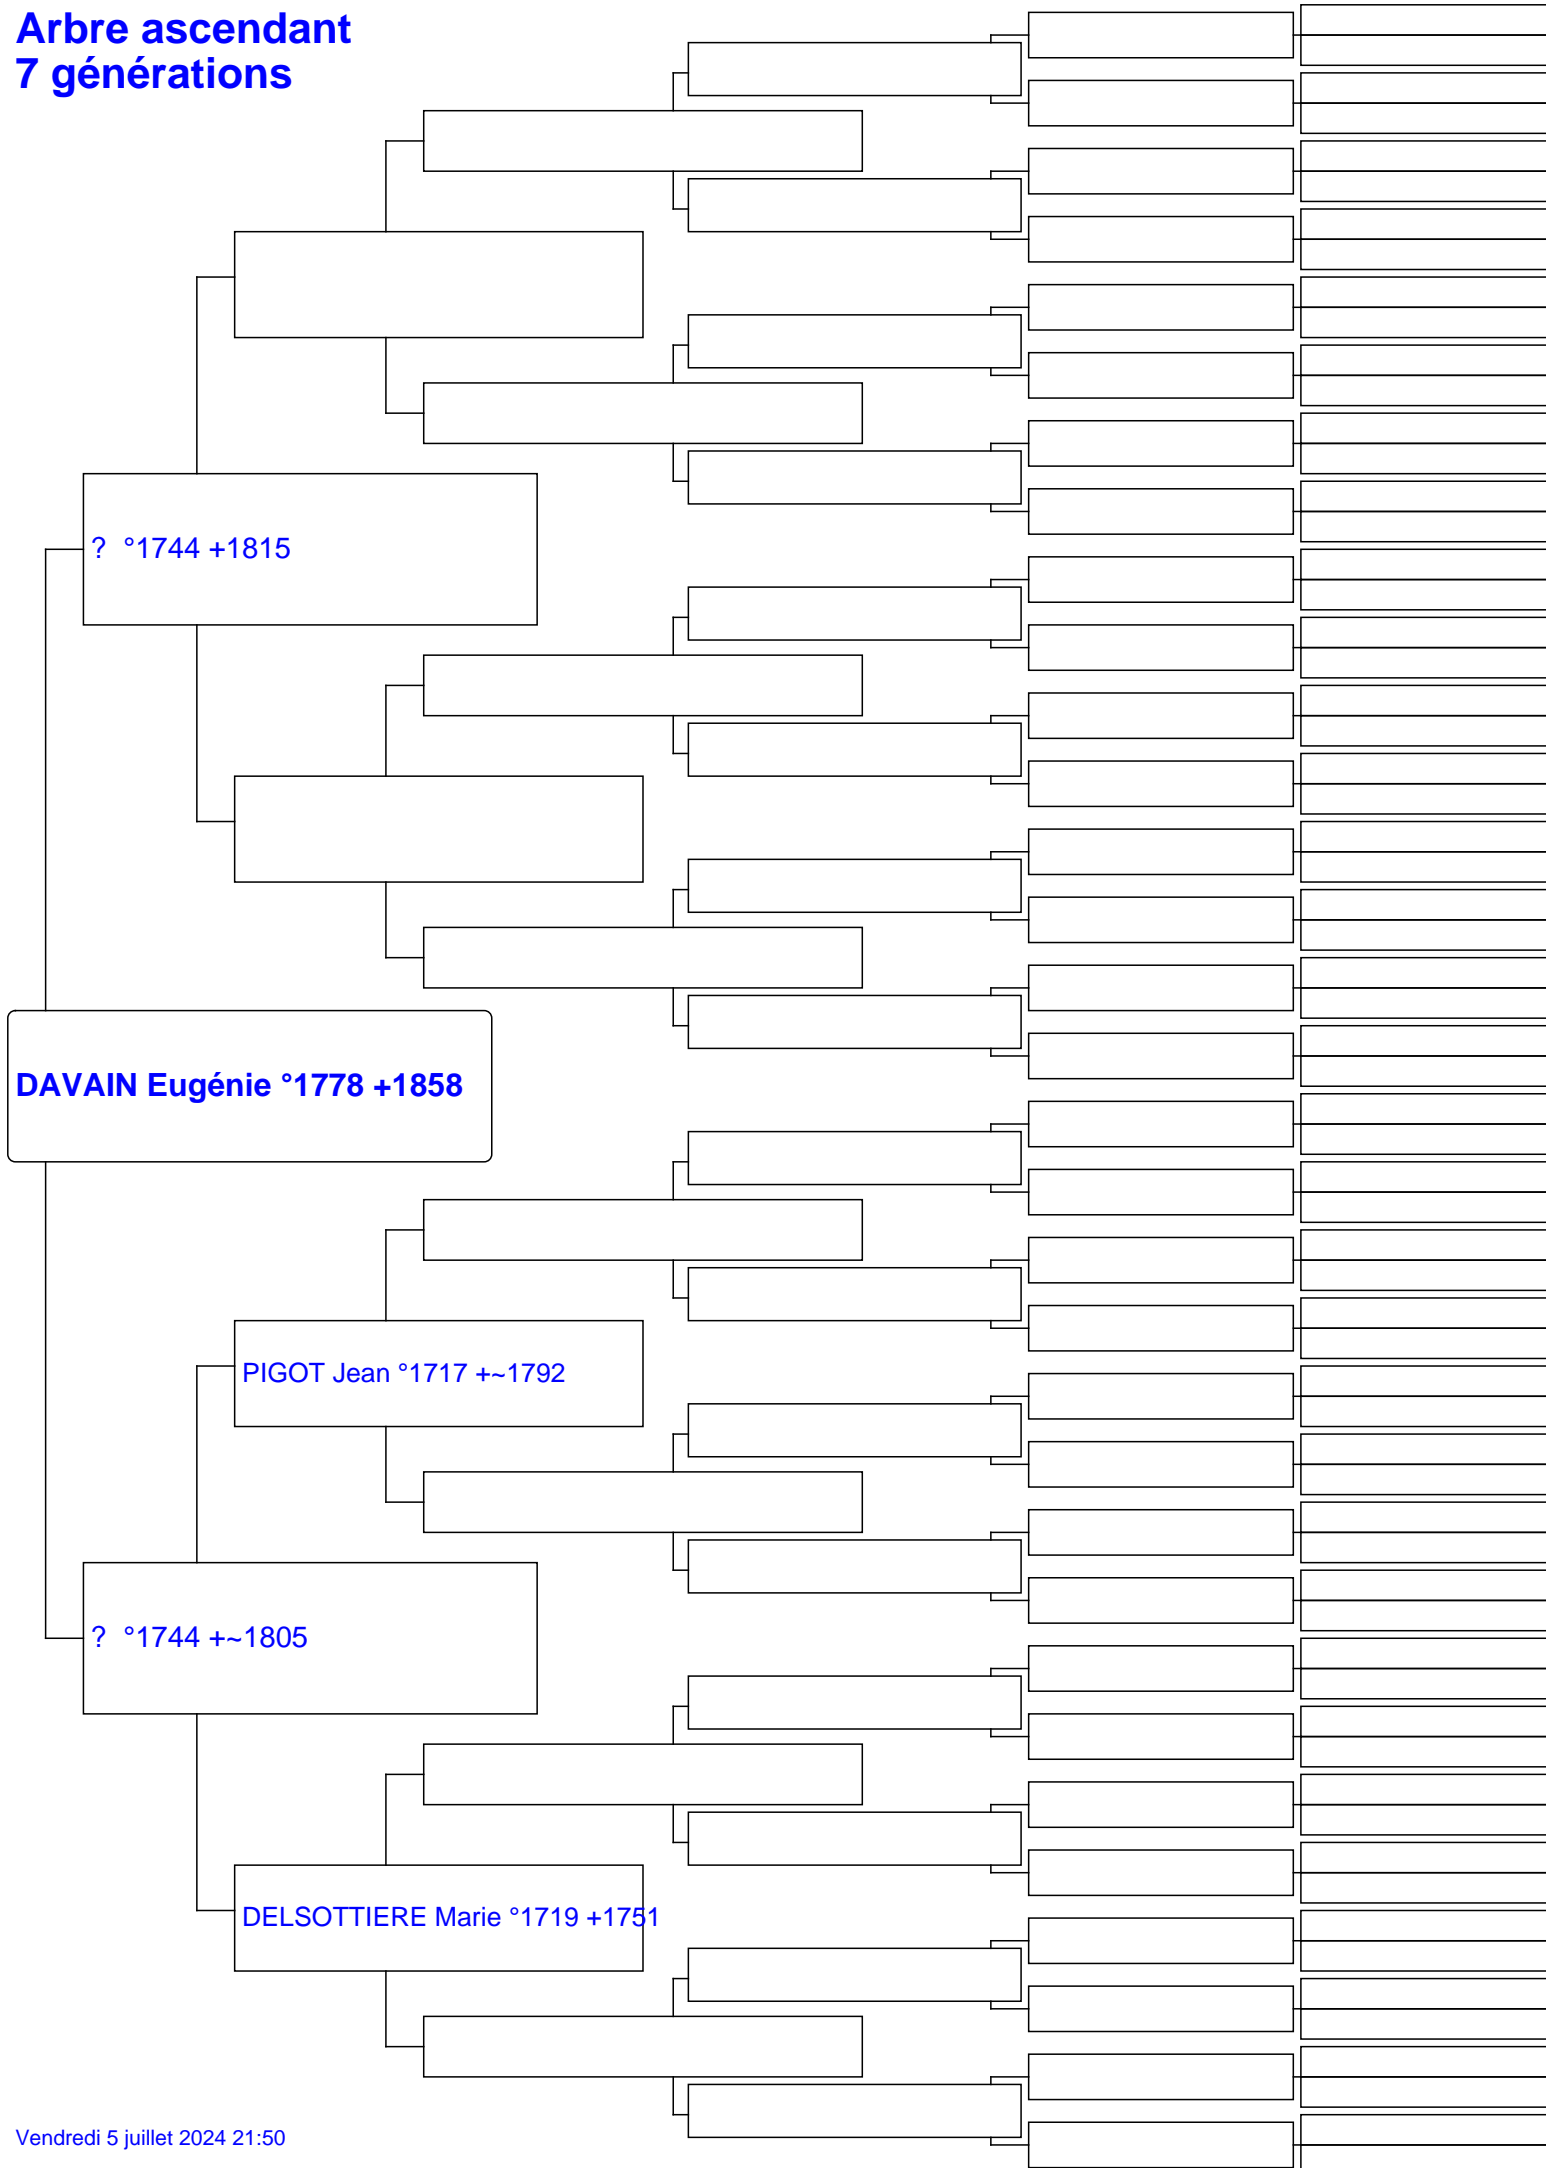 Arbre ascendant
7 générations
? °1744 +1815
DAVAIN Eugénie °1778 +1858
PIGOT Jean °1717 +~1792
? °1744 +~1805
DELSOTTIERE Marie °1719 +1751
Vendredi 5 juillet 2024 21:50